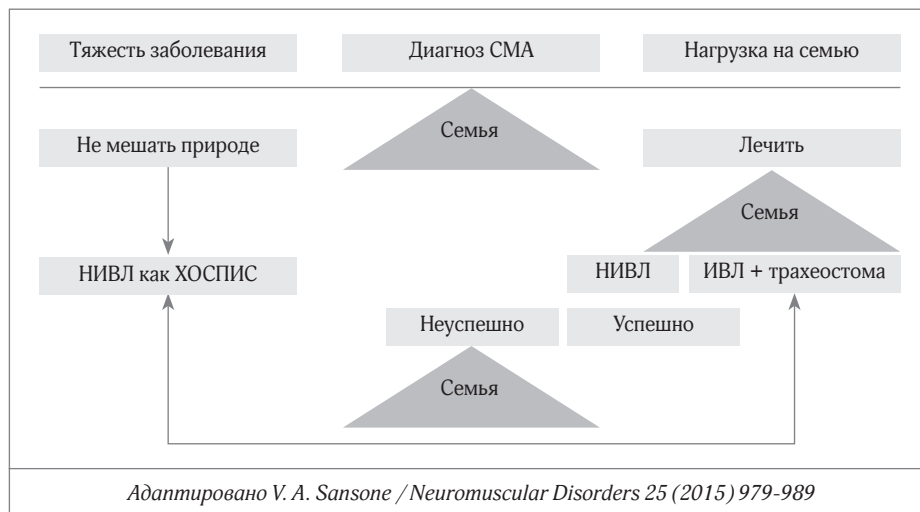 Тяжесть заболевания
Диагноз СМА
Нагрузка на семью
Семья
Не мешать природе
Лечить
Семья
НИВЛ как ХОСПИС
НИВЛ
ИВЛ + трахеостома
Неуспешно
Успешно
Семья
Адаптировано V. A. Sansone / Neuromuscular Disorders 25 (2015) 979-989